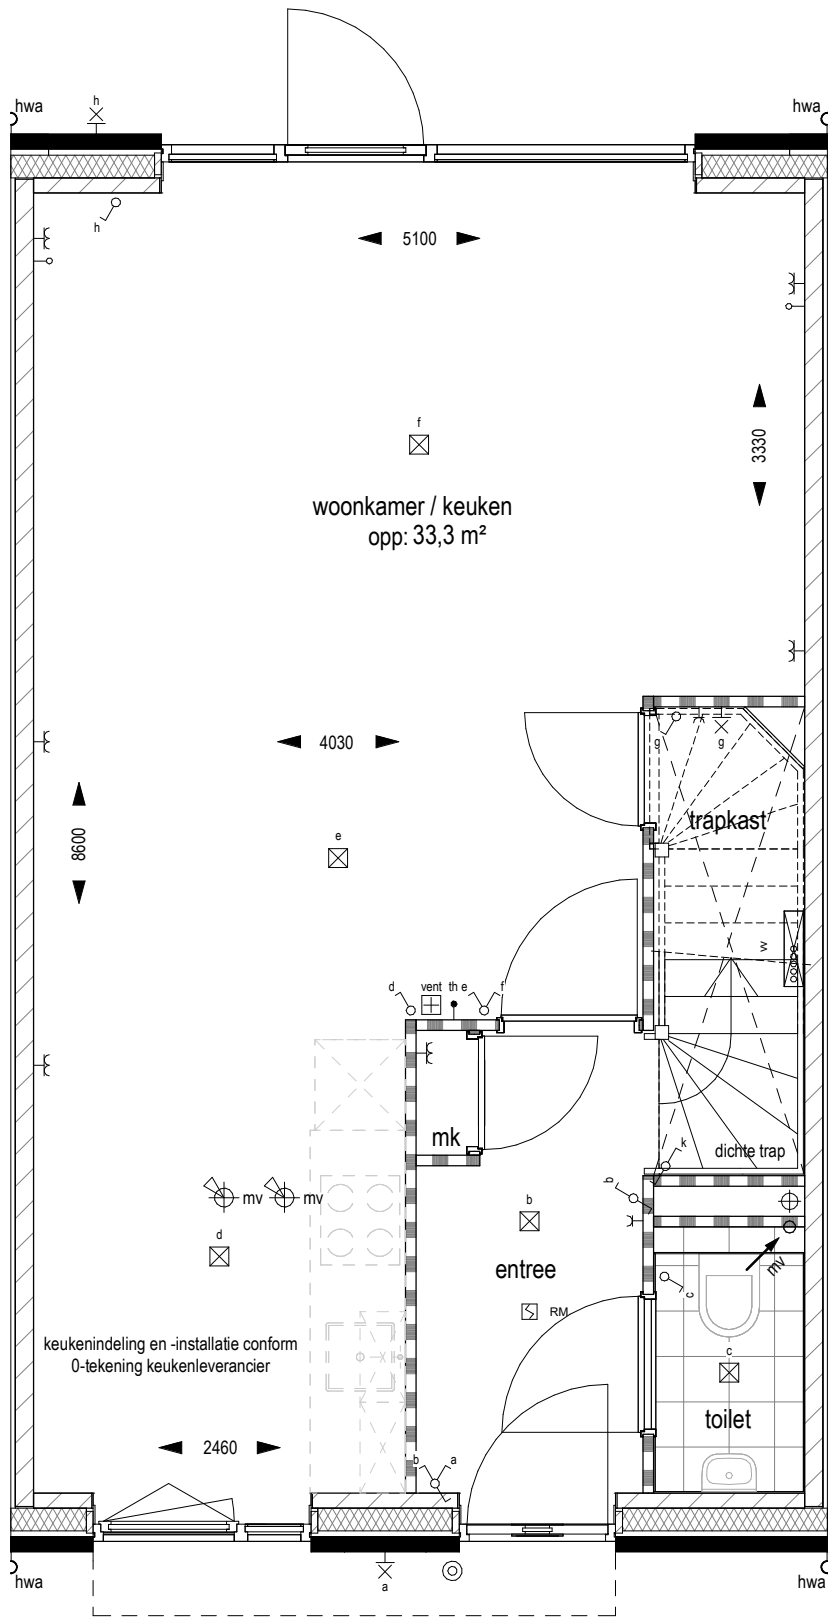 hwa
h
hwa
h
5100
f
3330
woonkamer / keuken
opp: 33,3 m²
g
g
4030
trapkast
8600
e
w
d
vent
th
e
f
mk
k
dichte trap
b
mv
mv
b
d
entree
mv
c
RM
keukenindeling en -installatie conform
0-tekening keukenleverancier
c
toilet
2460
b
a
hwa
a
hwa